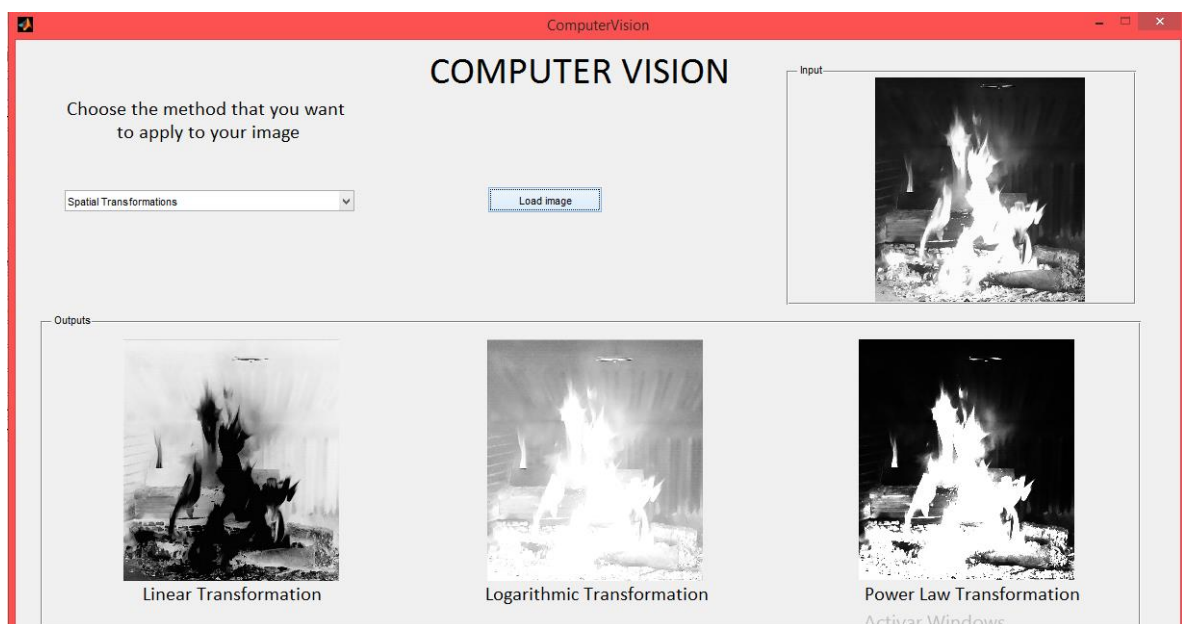 ComputerVision
COMPUTER VISION
Choose the method that you want
to apply to your image
Spatial Transformations
Load image
Input
Outputs
Linear Transformation
Logarithmic Transformation
Power Law Transformation
Activar Windows